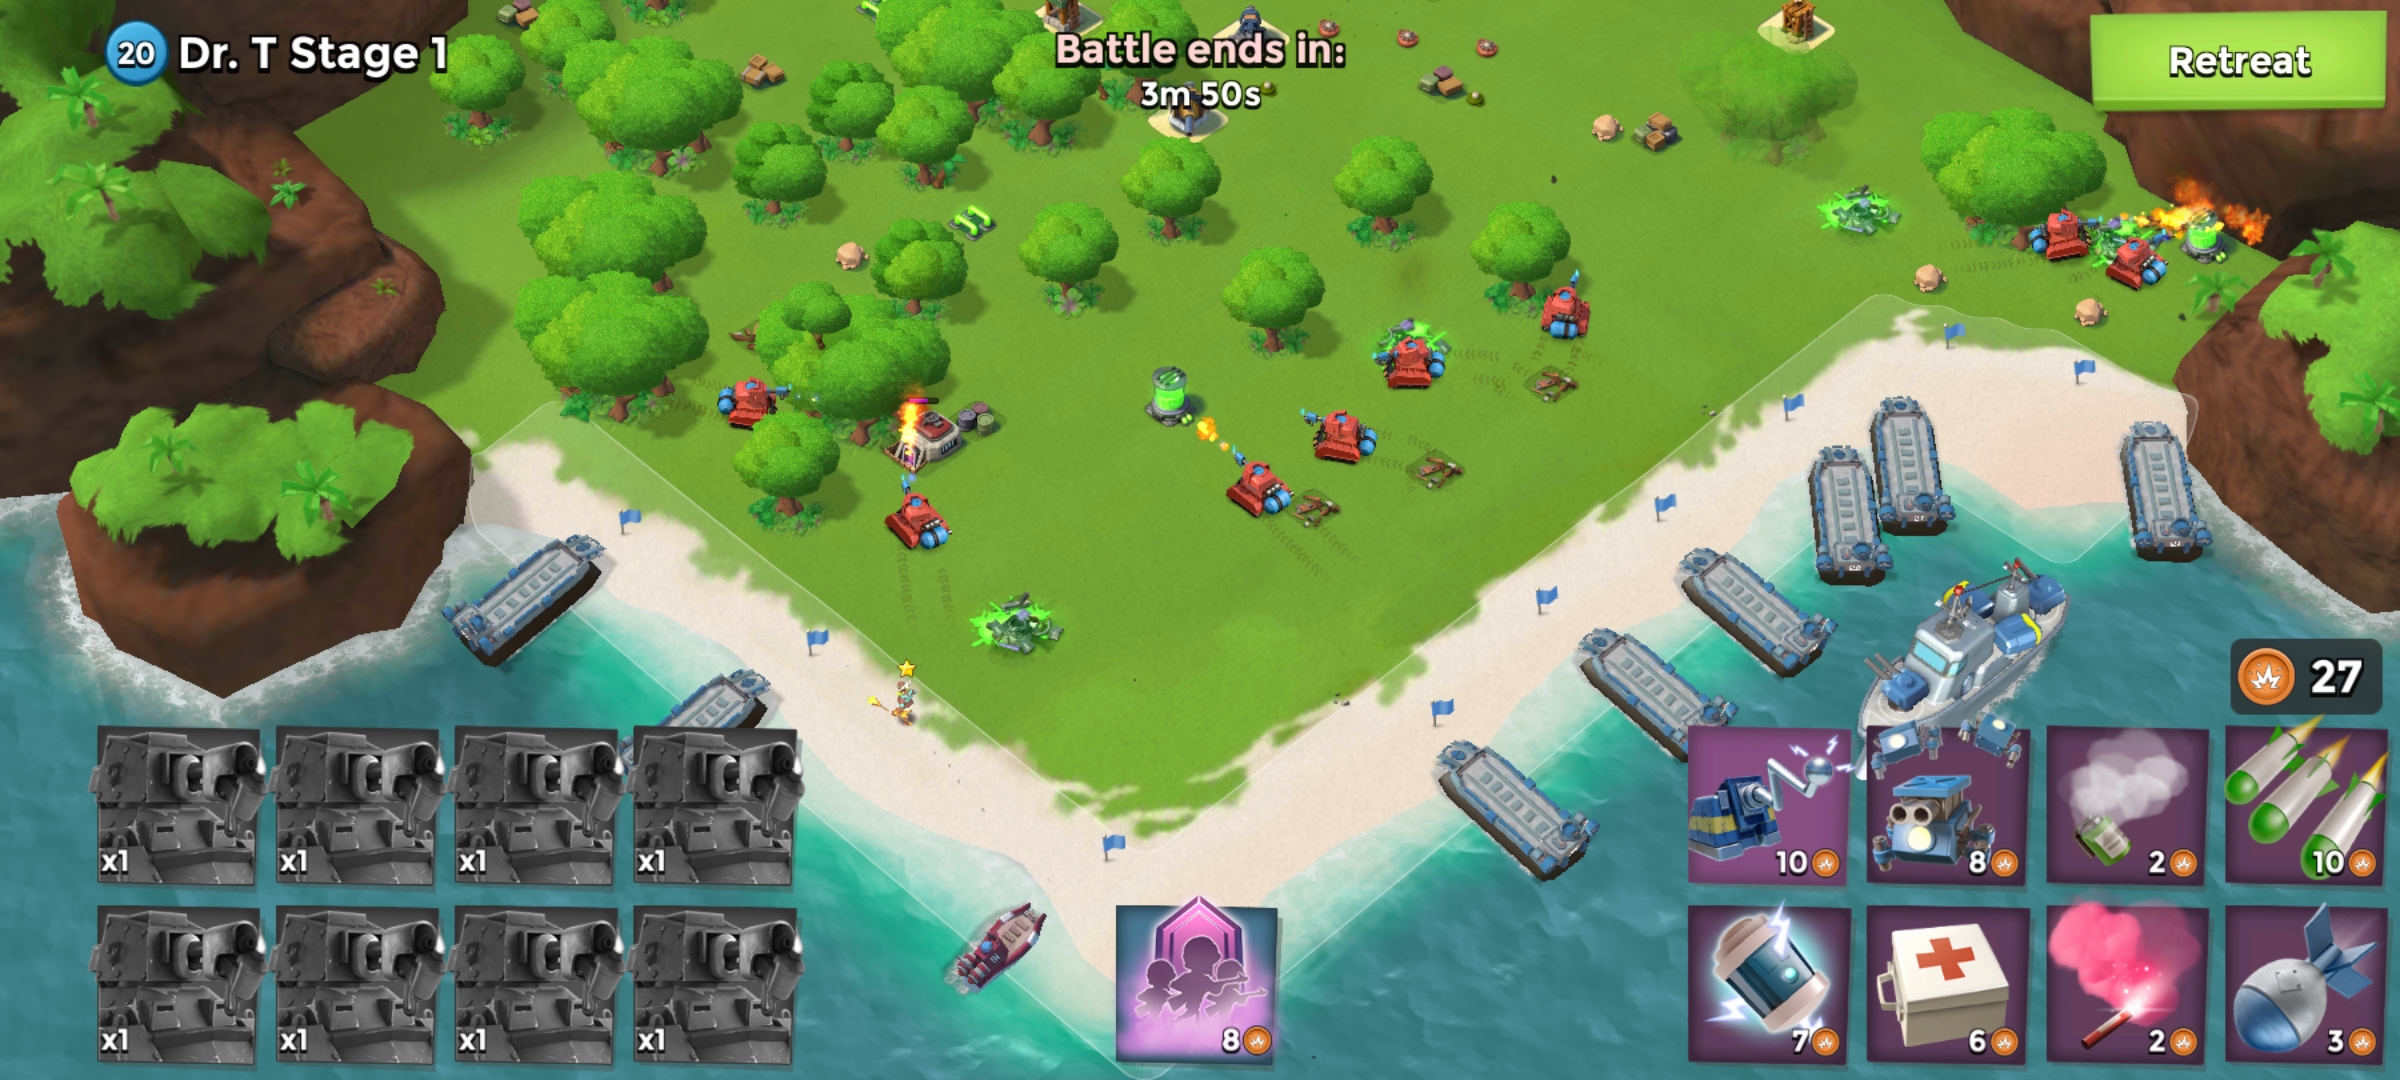 20 Dr. T Stage 1
Battle ends in:
3m 50s
Retreat
27
x1 x1 x1 x1
10 8 2 10
x1 x1 x1 x1
8
7 6 2 3